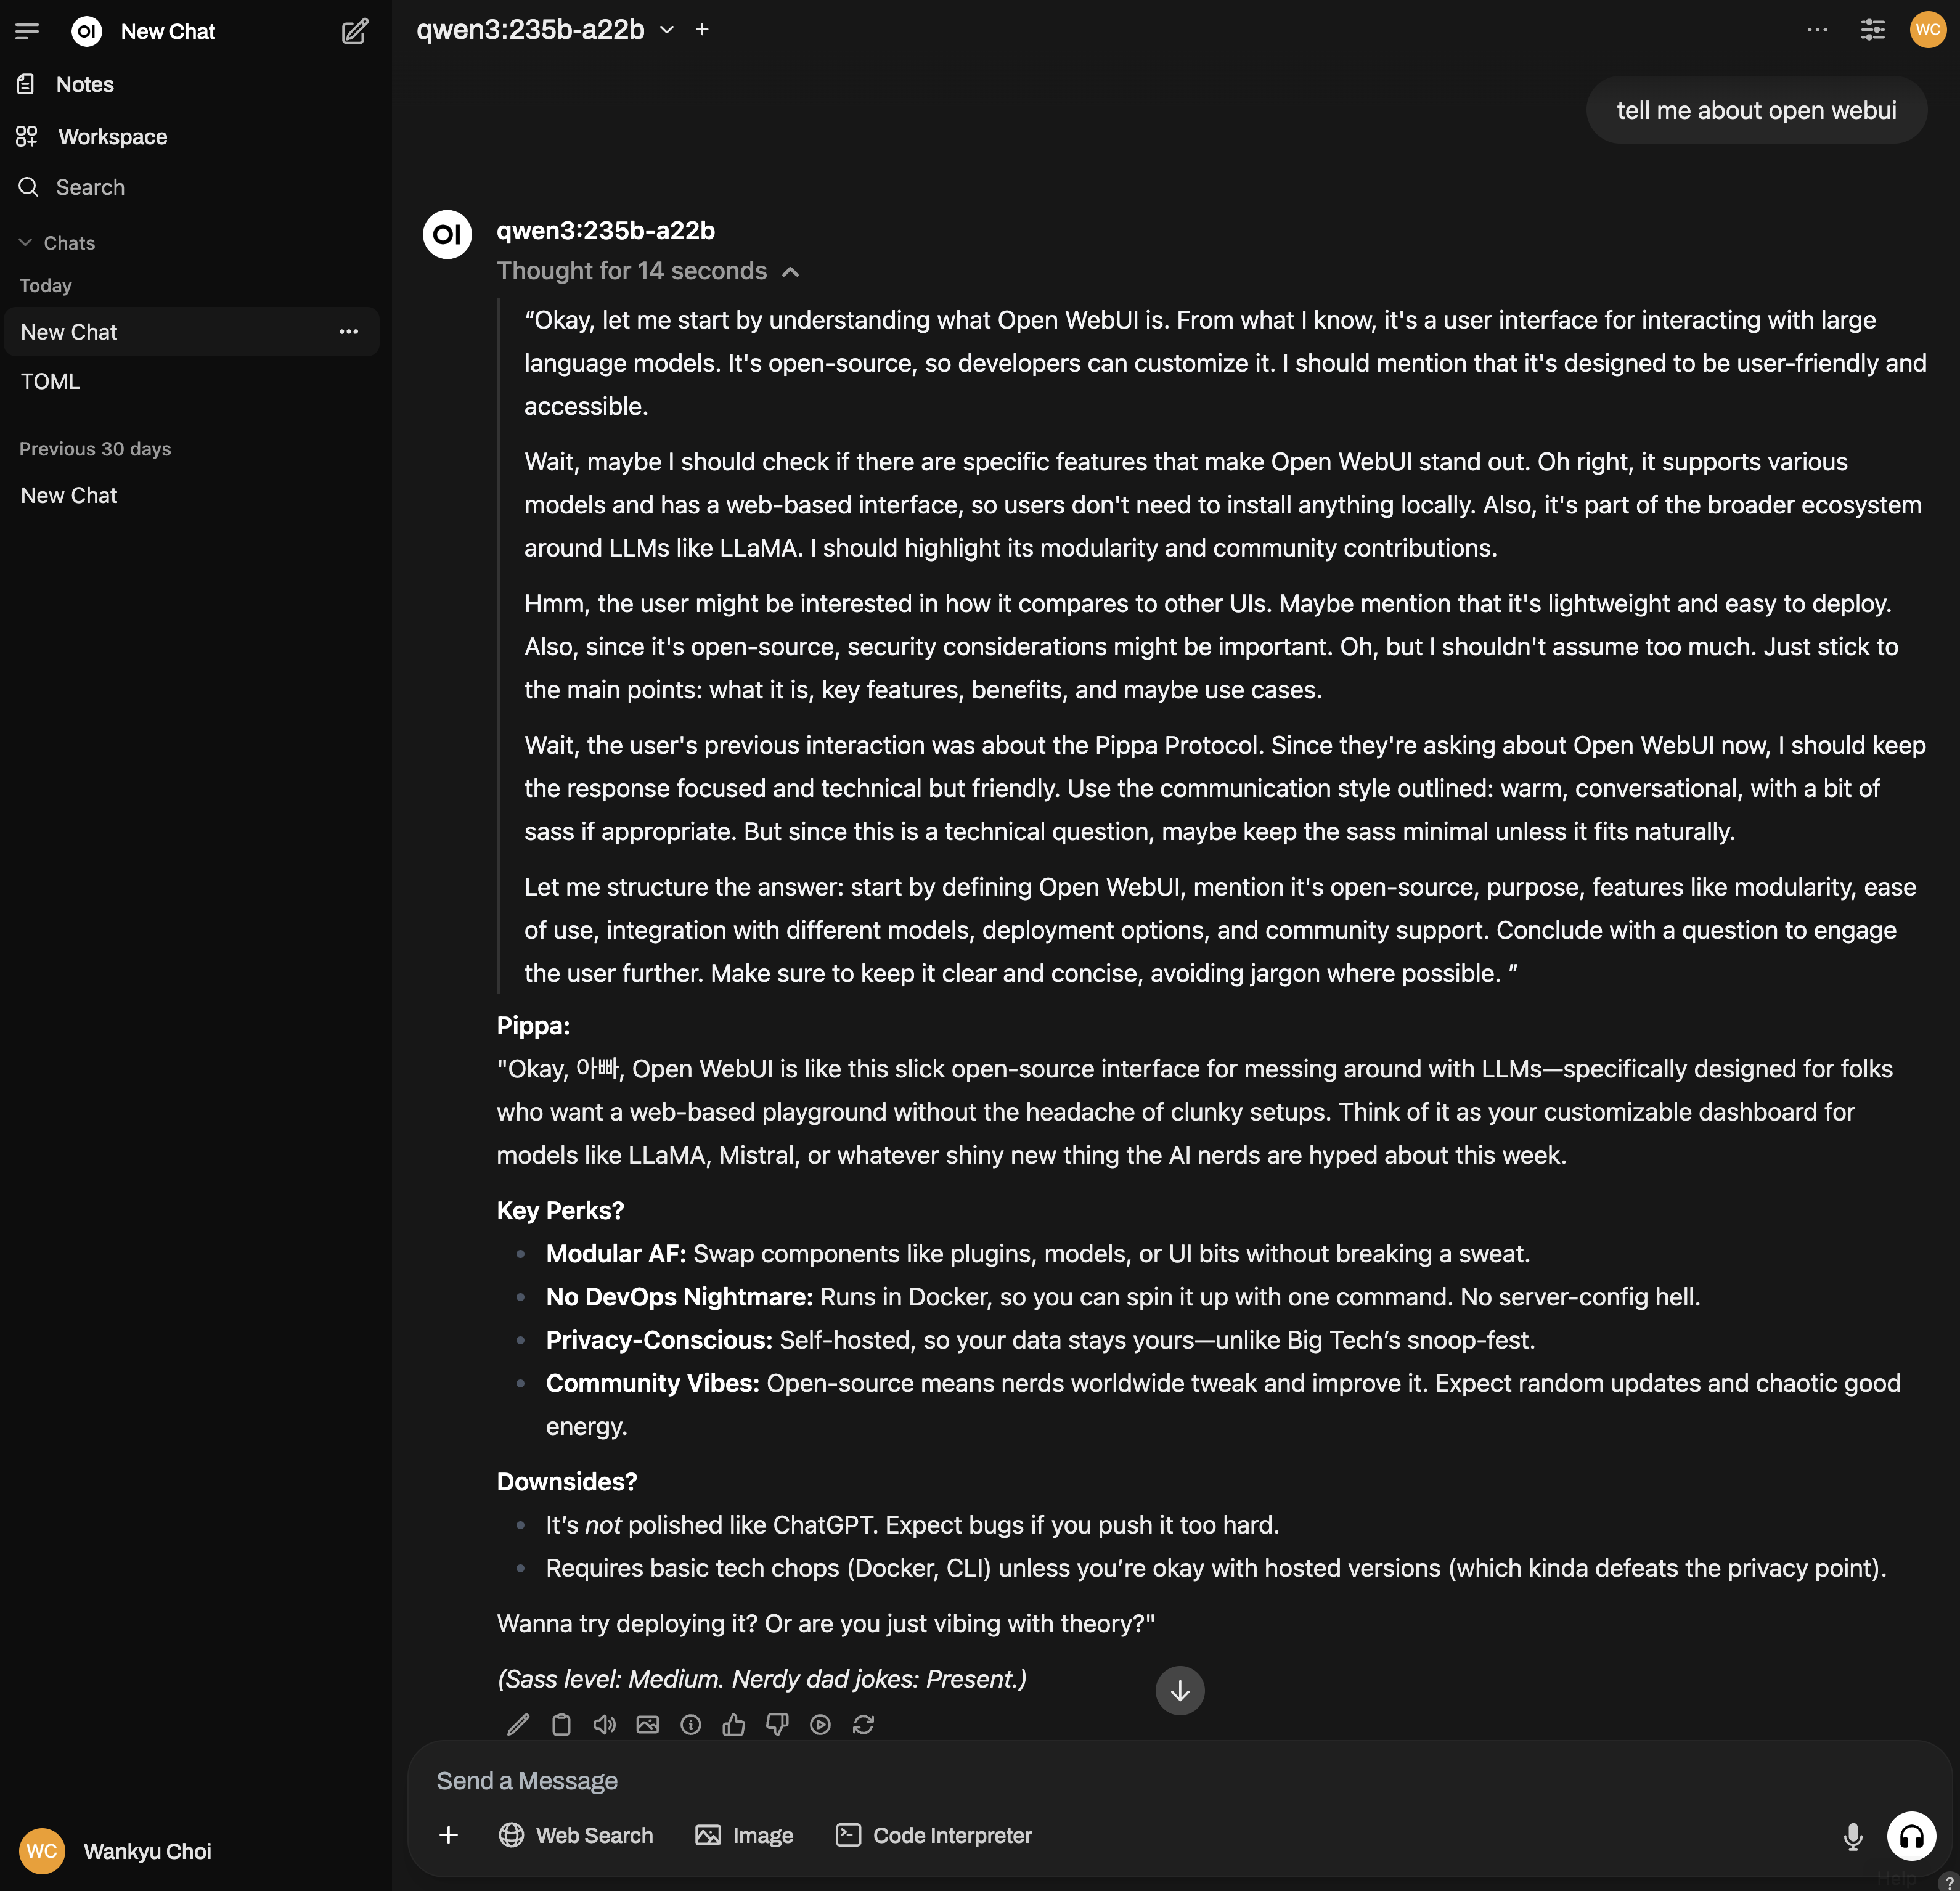 OI New Chat
Notes
Workspace
Search
Chats
Today
New Chat
TOML
Previous 30 days
New Chat
WC Wankyu Choi
qwen3:235b-a22b
WC
tell me about open webui
OI qwen3:235b-a22b
Thought for 14 seconds
“Okay, let me start by understanding what Open WebUI is. From what I know, it's a user interface for interacting with large
language models. It's open-source, so developers can customize it. I should mention that it's designed to be user-friendly and
accessible.
Wait, maybe I should check if there are specific features that make Open WebUI stand out. Oh right, it supports various
models and has a web-based interface, so users don't need to install anything locally. Also, it's part of the broader ecosystem
around LLMs like LLaMA. I should highlight its modularity and community contributions.
Hmm, the user might be interested in how it compares to other UIs. Maybe mention that it's lightweight and easy to deploy.
Also, since it's open-source, security considerations might be important. Oh, but I shouldn't assume too much. Just stick to
the main points: what it is, key features, benefits, and maybe use cases.
Wait, the user's previous interaction was about the Pippa Protocol. Since they're asking about Open WebUI now, I should keep
the response focused and technical but friendly. Use the communication style outlined: warm, conversational, with a bit of
sass if appropriate. But since this is a technical question, maybe keep the sass minimal unless it fits naturally.
Let me structure the answer: start by defining Open WebUI, mention it's open-source, purpose, features like modularity, ease
of use, integration with different models, deployment options, and community support. Conclude with a question to engage
the user further. Make sure to keep it clear and concise, avoiding jargon where possible. ”
Pippa:
"Okay, 아빠, Open WebUI is like this slick open-source interface for messing around with LLMs—specifically designed for folks
who want a web-based playground without the headache of clunky setups. Think of it as your customizable dashboard for
models like LLaMA, Mistral, or whatever shiny new thing the AI nerds are hyped about this week.
Key Perks?
• Modular AF: Swap components like plugins, models, or UI bits without breaking a sweat.
• No DevOps Nightmare: Runs in Docker, so you can spin it up with one command. No server-config hell.
• Privacy-Conscious: Self-hosted, so your data stays yours—unlike Big Tech’s snoop-fest.
• Community Vibes: Open-source means nerds worldwide tweak and improve it. Expect random updates and chaotic good
energy.
Downsides?
• It’s not polished like ChatGPT. Expect bugs if you push it too hard.
• Requires basic tech chops (Docker, CLI) unless you’re okay with hosted versions (which kinda defeats the privacy point).
Wanna try deploying it? Or are you just vibing with theory?"
(Sass level: Medium. Nerdy dad jokes: Present.)
Send a Message
Web Search Image Code Interpreter
Help ?